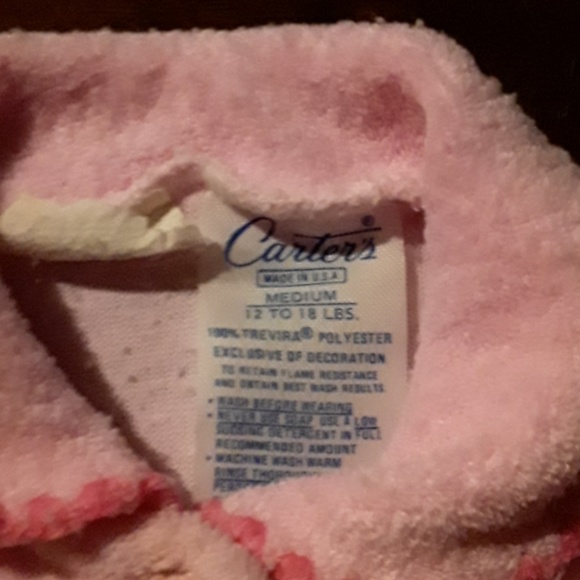 Carter's®
MADE IN U.S.A.
MEDIUM
12 TO 18 LBS.
100% TREVIRA® POLYESTER
EXCLUSIVE OF DECORATION
TO RETAIN FLAME RESISTANCE
AND OBTAIN BEST WASH RESULTS
• WASH BEFORE WEARING
• NEVER USE SOAP. USE A LOW
SUDSING DETERGENT IN FULL
RECOMMENDED AMOUNT
• MACHINE WASH WARM
RINSE